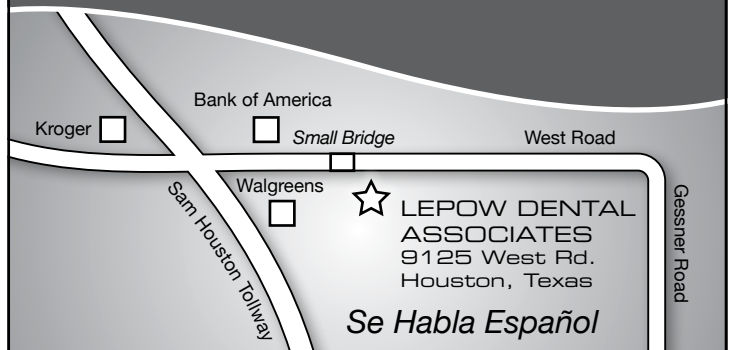 Bank of America
Kroger
Small Bridge
West Road
Walgreens
Sam Houston Tollway
Gessner Road
LEPOW DENTAL
ASSOCIATES
9125 West Rd.
Houston, Texas
Se Habla Español